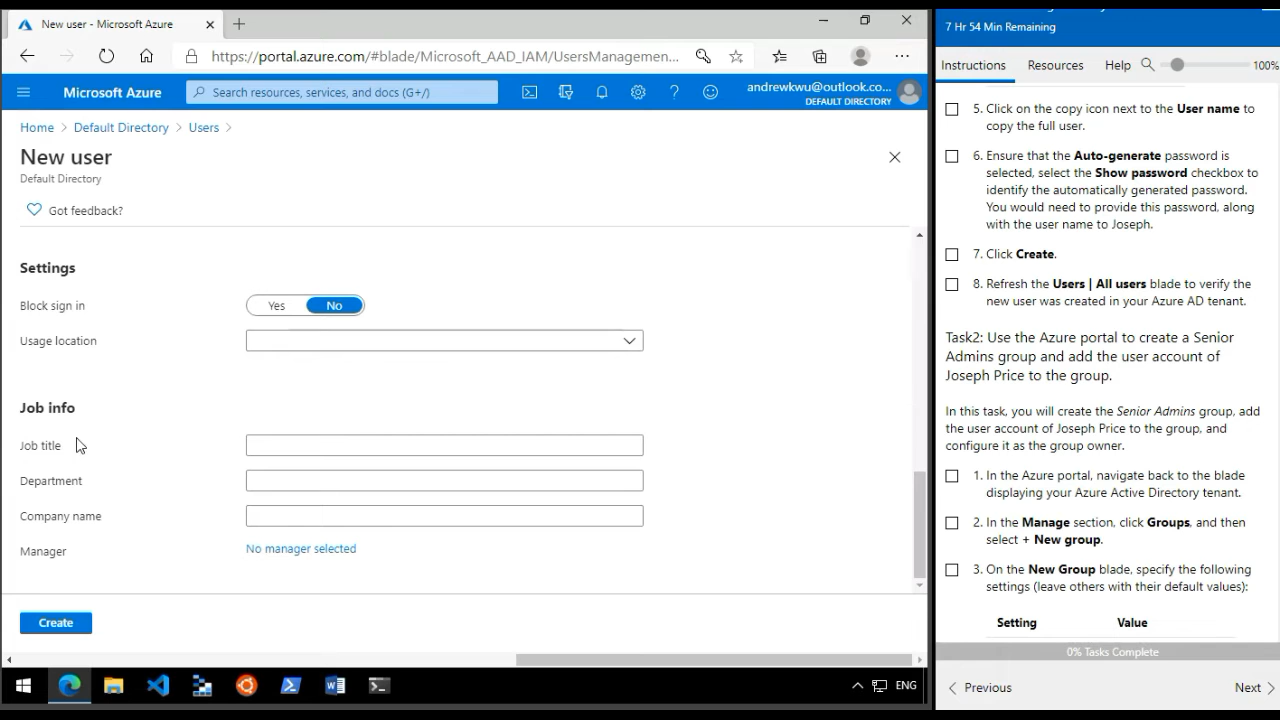 New user - Microsoft Azure
7 Hr 54 Min Remaining
https://portal.azure.com/#blade/Microsoft_AAD_IAM/UsersManagemen...
Instructions
Resources
Help
100%
Microsoft Azure
Search resources, services, and docs (G+/)
andrewkwu@outlook.co...
DEFAULT DIRECTORY
Home > Default Directory > Users >
New user
Default Directory
Got feedback?
Settings
Block sign in
Yes
No
Usage location
Job info
Job title
Department
Company name
Manager
No manager selected
Create
ENG
5. Click on the copy icon next to the User name to
copy the full user.
6. Ensure that the Auto-generate password is
selected, select the Show password checkbox to
identify the automatically generated password.
You would need to provide this password, along
with the user name to Joseph.
7. Click Create.
8. Refresh the Users | All users blade to verify the
new user was created in your Azure AD tenant.
Task2: Use the Azure portal to create a Senior
Admins group and add the user account of
Joseph Price to the group.
In this task, you will create the Senior Admins group, add
the user account of Joseph Price to the group, and
configure it as the group owner.
1. In the Azure portal, navigate back to the blade
displaying your Azure Active Directory tenant.
2. In the Manage section, click Groups, and then
select + New group.
3. On the New Group blade, specify the following
settings (leave others with their default values):
Setting
Value
0% Tasks Complete
Previous
Next